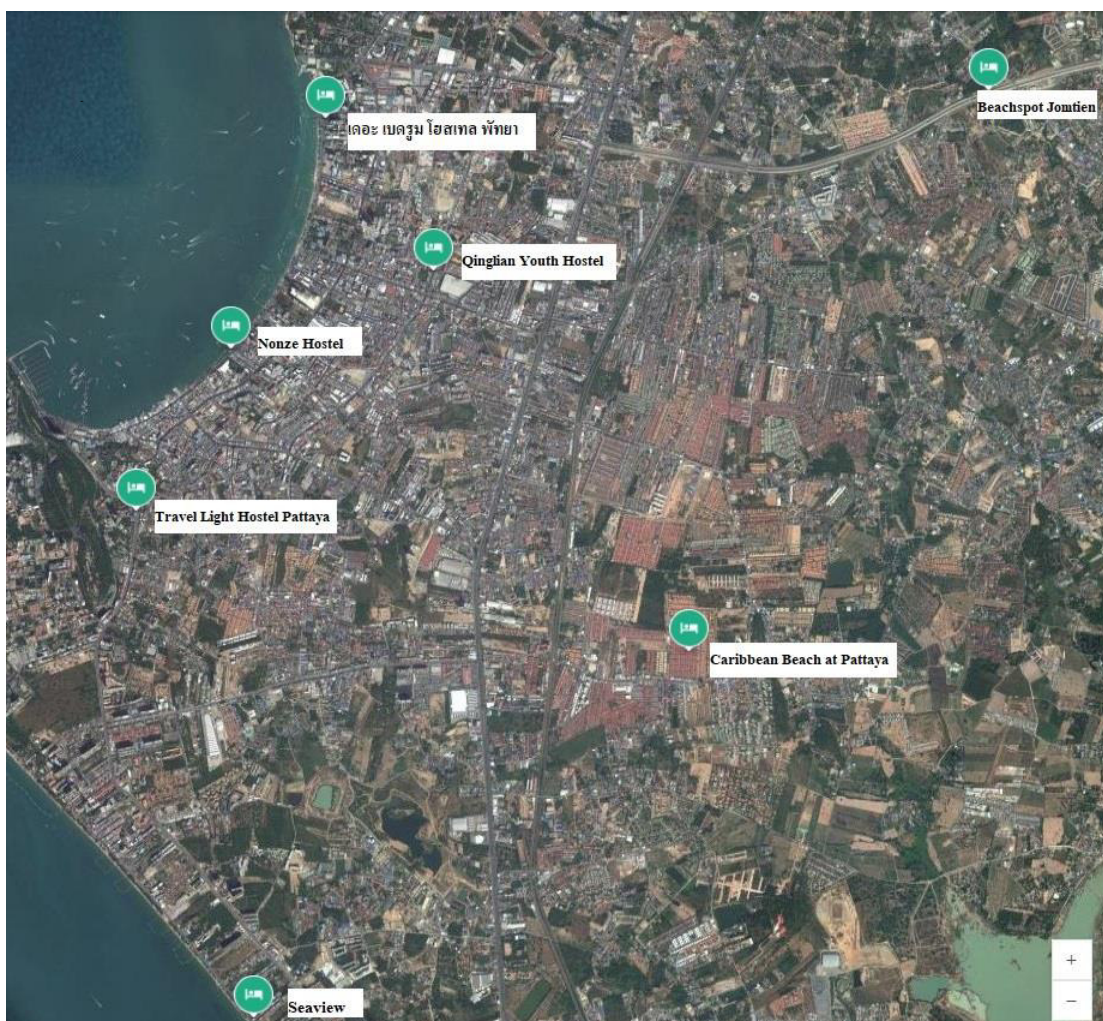 Beachspot Jomtien
เดอะ เบดรูม โฮสเทล พัทยา
Qinglian Youth Hostel
Nonze Hostel
Travel Light Hostel Pattaya
Caribbean Beach at Pattaya
Seaview
+
−